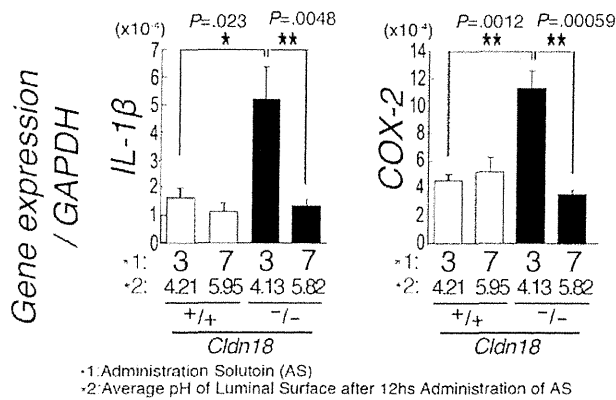 P=.023 P=.0048
(x10⁻⁴) * **
7
6
5
4
3
2
1
0
IL-1β
Gene expression
/ GAPDH
P=.0012 P=.00059
(x10⁻⁴) ** **
14
12
10
8
6
4
2
0
COX-2
*1: 3 7 3 7 3 7 3 7
*2: 4.21 5.95 4.13 5.82 4.21 5.95 4.13 5.82
+/+ -/- +/+ -/-
Cldn18 Cldn18
*1:Administration Solutoin (AS)
*2:Average pH of Luminal Surface after 12hs Administration of AS